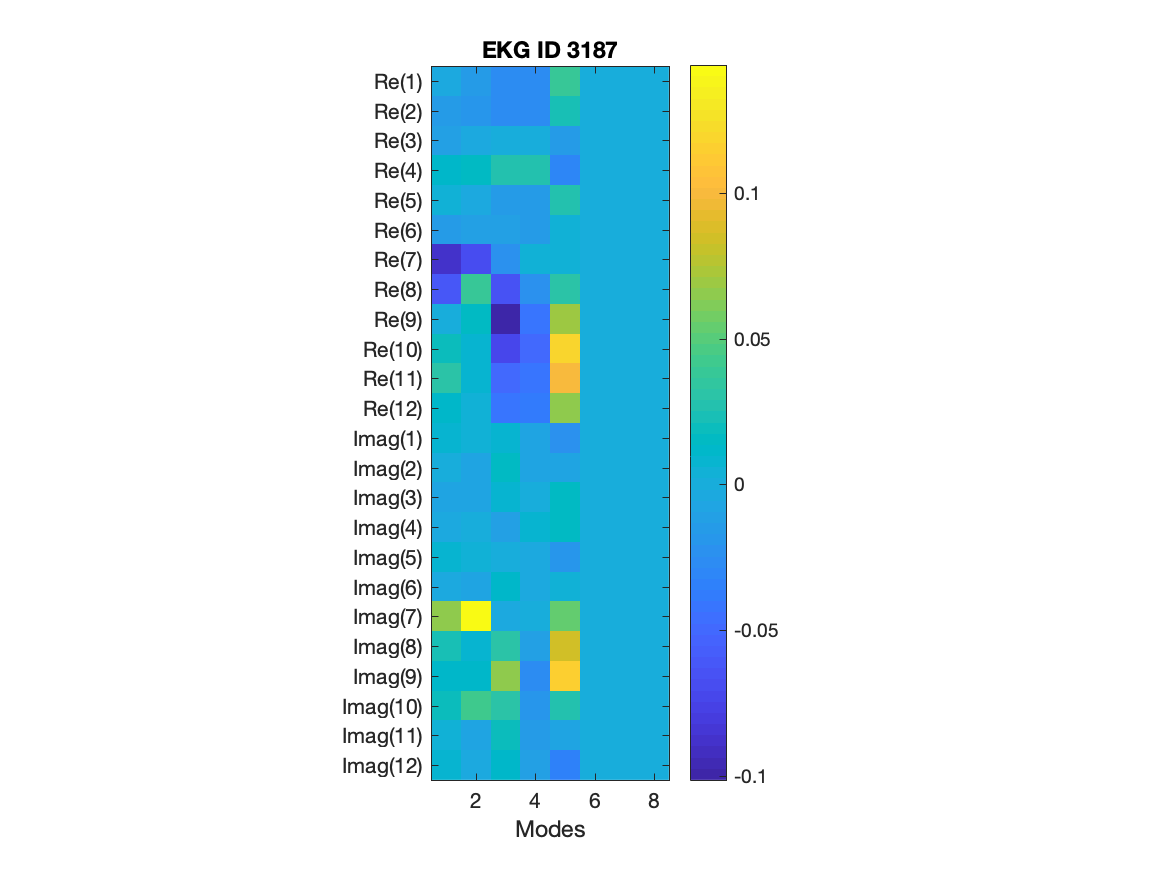 EKG ID 3187
Re(1)
Re(2)
Re(3)
Re(4)
Re(5)
Re(6)
Re(7)
Re(8)
Re(9)
Re(10)
Re(11)
Re(12)
Imag(1)
Imag(2)
Imag(3)
Imag(4)
Imag(5)
Imag(6)
Imag(7)
Imag(8)
Imag(9)
Imag(10)
Imag(11)
Imag(12)
2 4 6 8
Modes
0.1
0.05
0
-0.05
-0.1